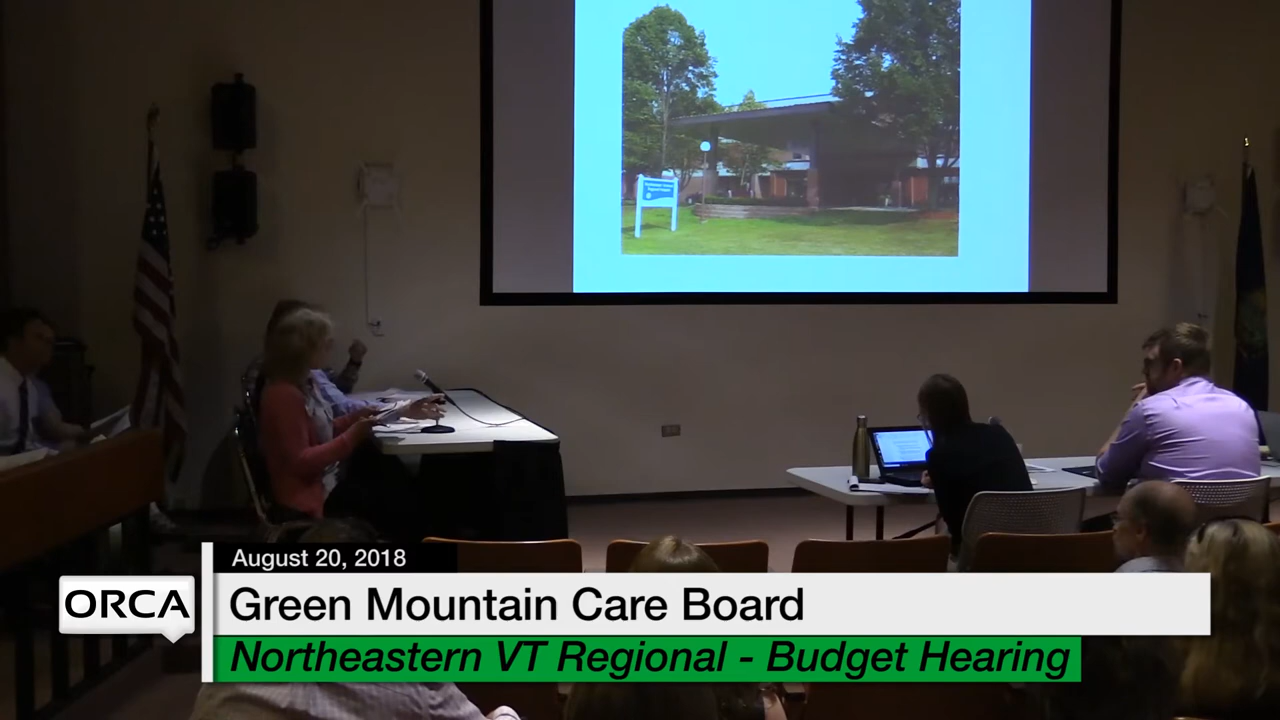 August 20, 2018
ORCA
Green Mountain Care Board
Northeastern VT Regional - Budget Hearing